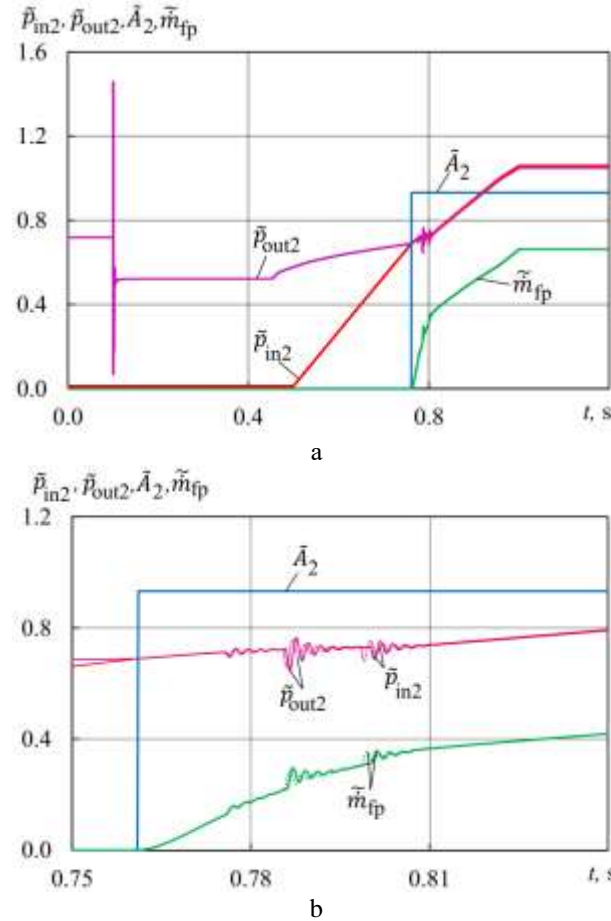 p̃in2, p̃out2, Ã2, m̃̇fp
1.6
1.2
0.8
0.4
0.0
Ã2
p̃out2
m̃̇fp
p̃in2
0.0 0.4 0.8 t, s
a
p̃in2, p̃out2, Ã2, m̃̇fp
1.2
0.8
0.4
0.0
Ã2
p̃out2
p̃in2
m̃̇fp
0.75 0.78 0.81 t, s
b